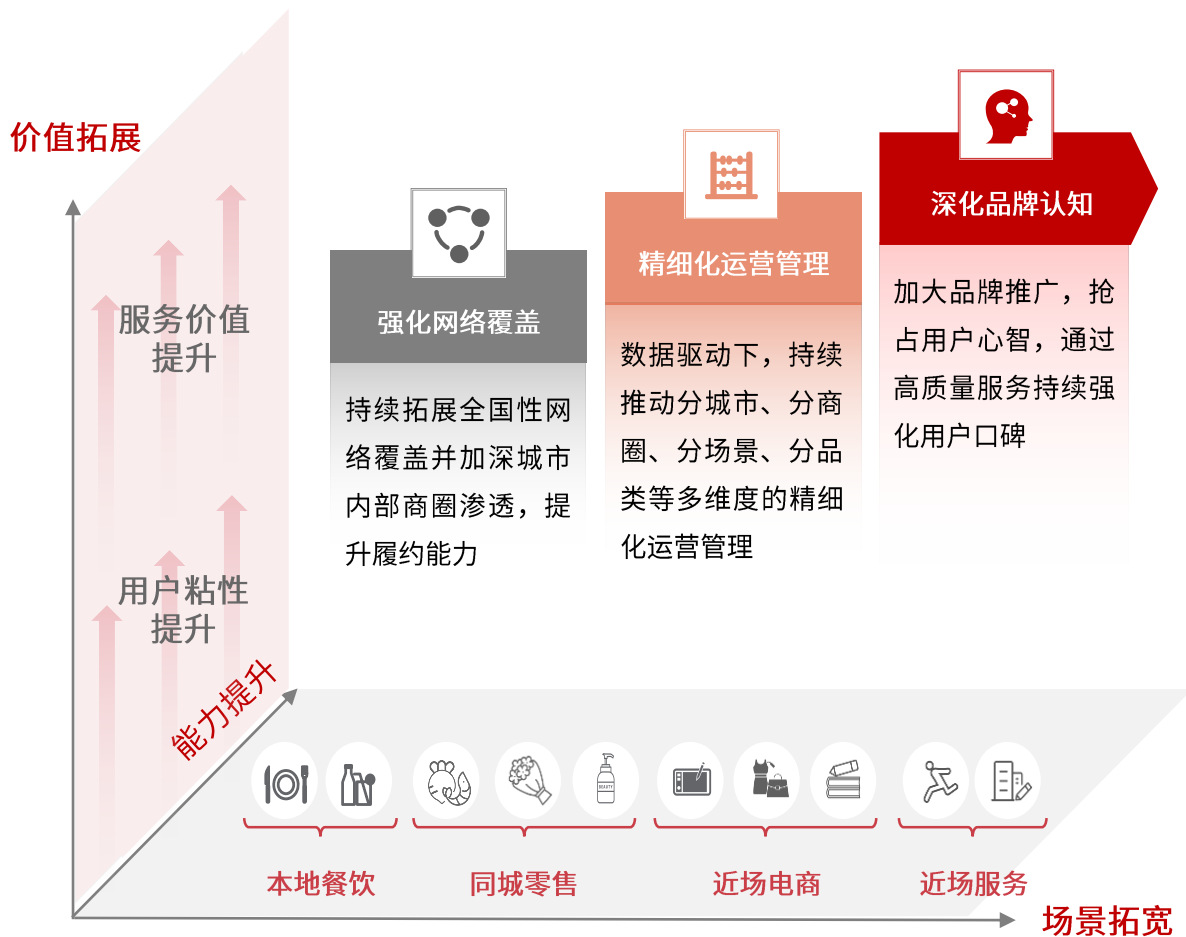 价值拓展
服务价值
提升
用户粘性
提升
能力提升
强化网络覆盖
持续拓展全国性网
络覆盖并加深城市
内部商圈渗透，提
升履约能力
精细化运营管理
数据驱动下，持续
推动分城市、分商
圈、分场景、分品
类等多维度的精细
化运营管理
深化品牌认知
加大品牌推广，抢
占用户心智，通过
高质量服务持续强
化用户口碑
BEAUTY
本地餐饮
同城零售
近场电商
近场服务
场景拓宽